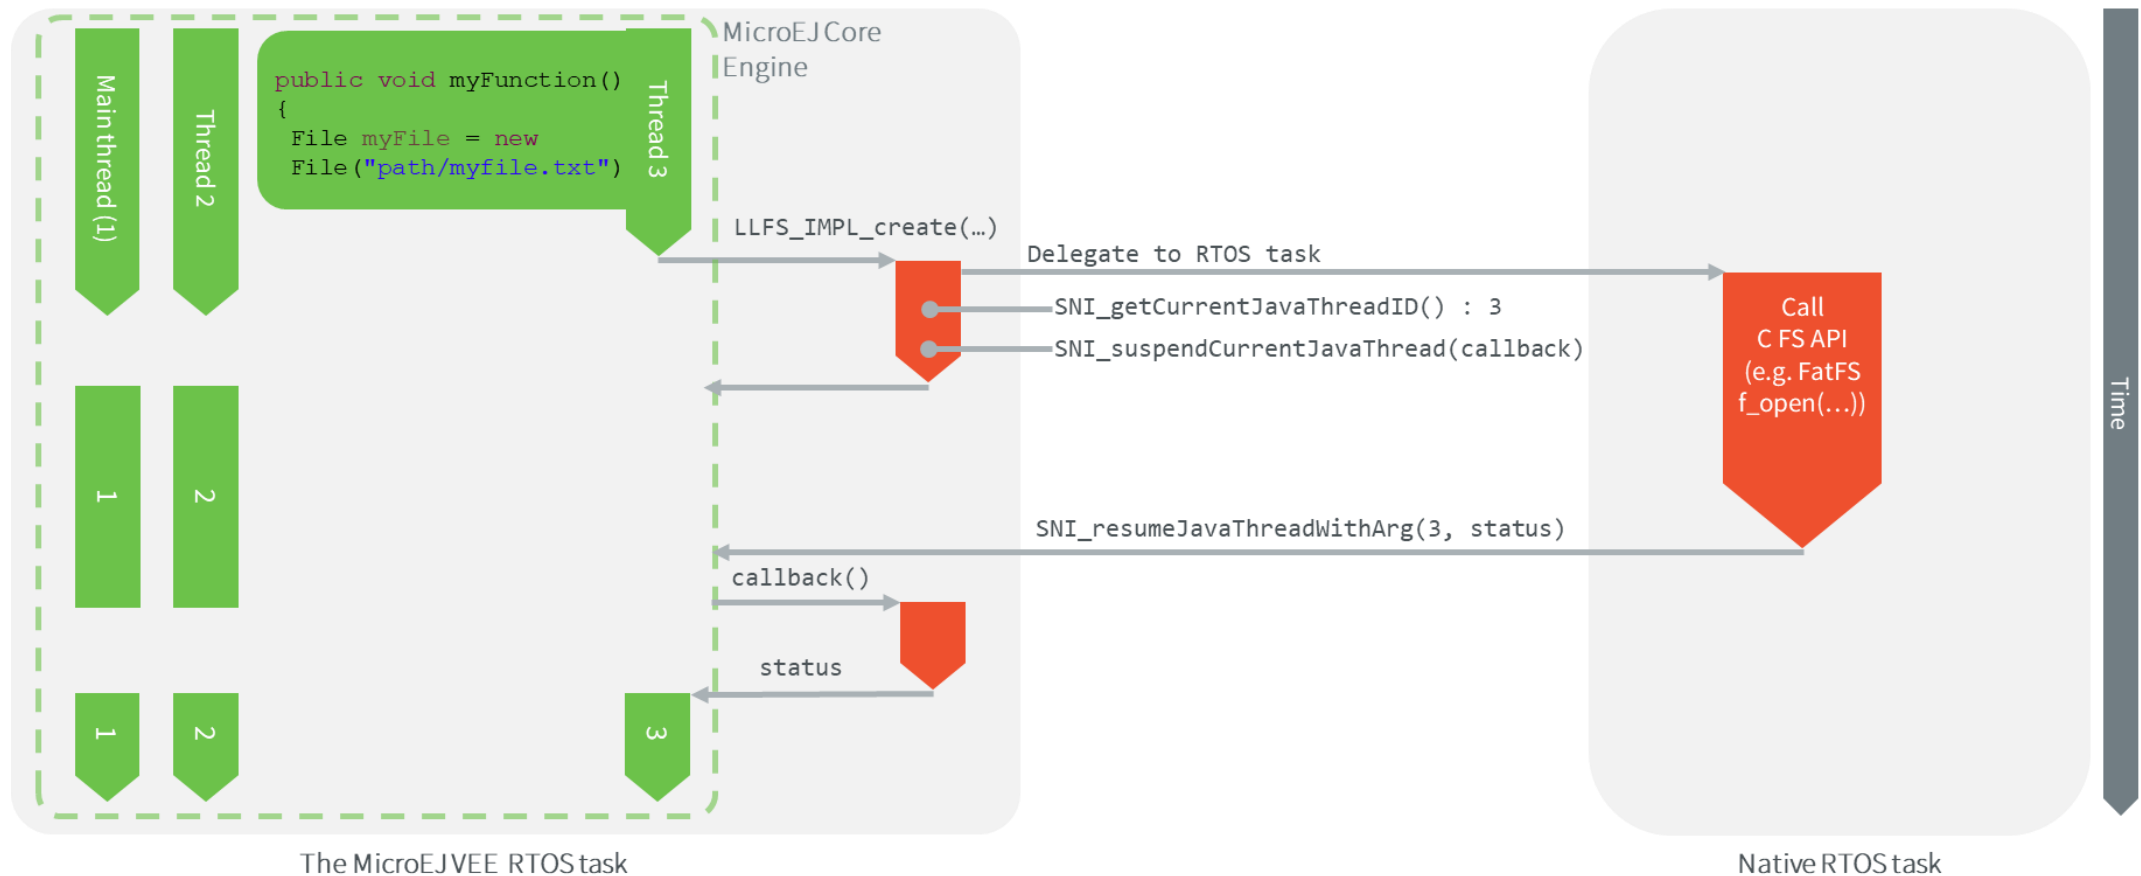 MicroEJ Core
Engine
Main thread (1)
Thread 2
public void myFunction()
{
File myFile = new
File("path/myfile.txt")
Thread 3
LLFS_IMPL_create(…)
Delegate to RTOS task
SNI_getCurrentJavaThreadID() : 3
SNI_suspendCurrentJavaThread(callback)
Call
C FS API
(e.g. FatFS
f_open(…))
Time
1
2
SNI_resumeJavaThreadWithArg(3, status)
callback()
status
1
2
3
The MicroEJ VEE RTOS task
Native RTOS task